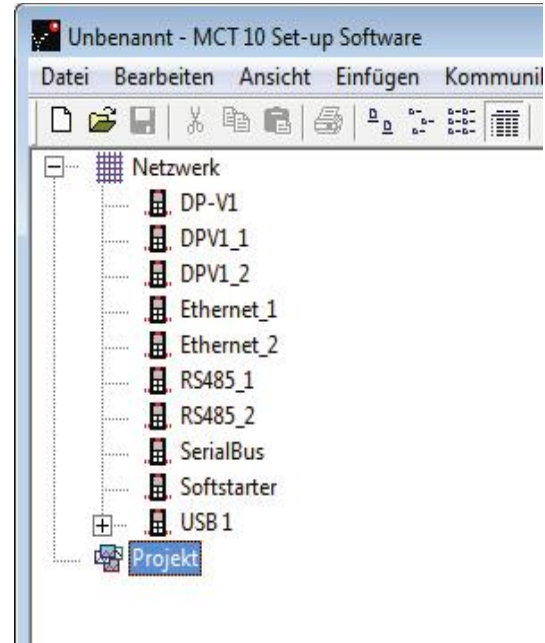 Unbenannt - MCT 10 Set-up Software
Datei Bearbeiten Ansicht Einfügen Kommuni
Netzwerk
DP-V1
DPV1_1
DPV1_2
Ethernet_1
Ethernet_2
RS485_1
RS485_2
SerialBus
Softstarter
USB 1
Projekt